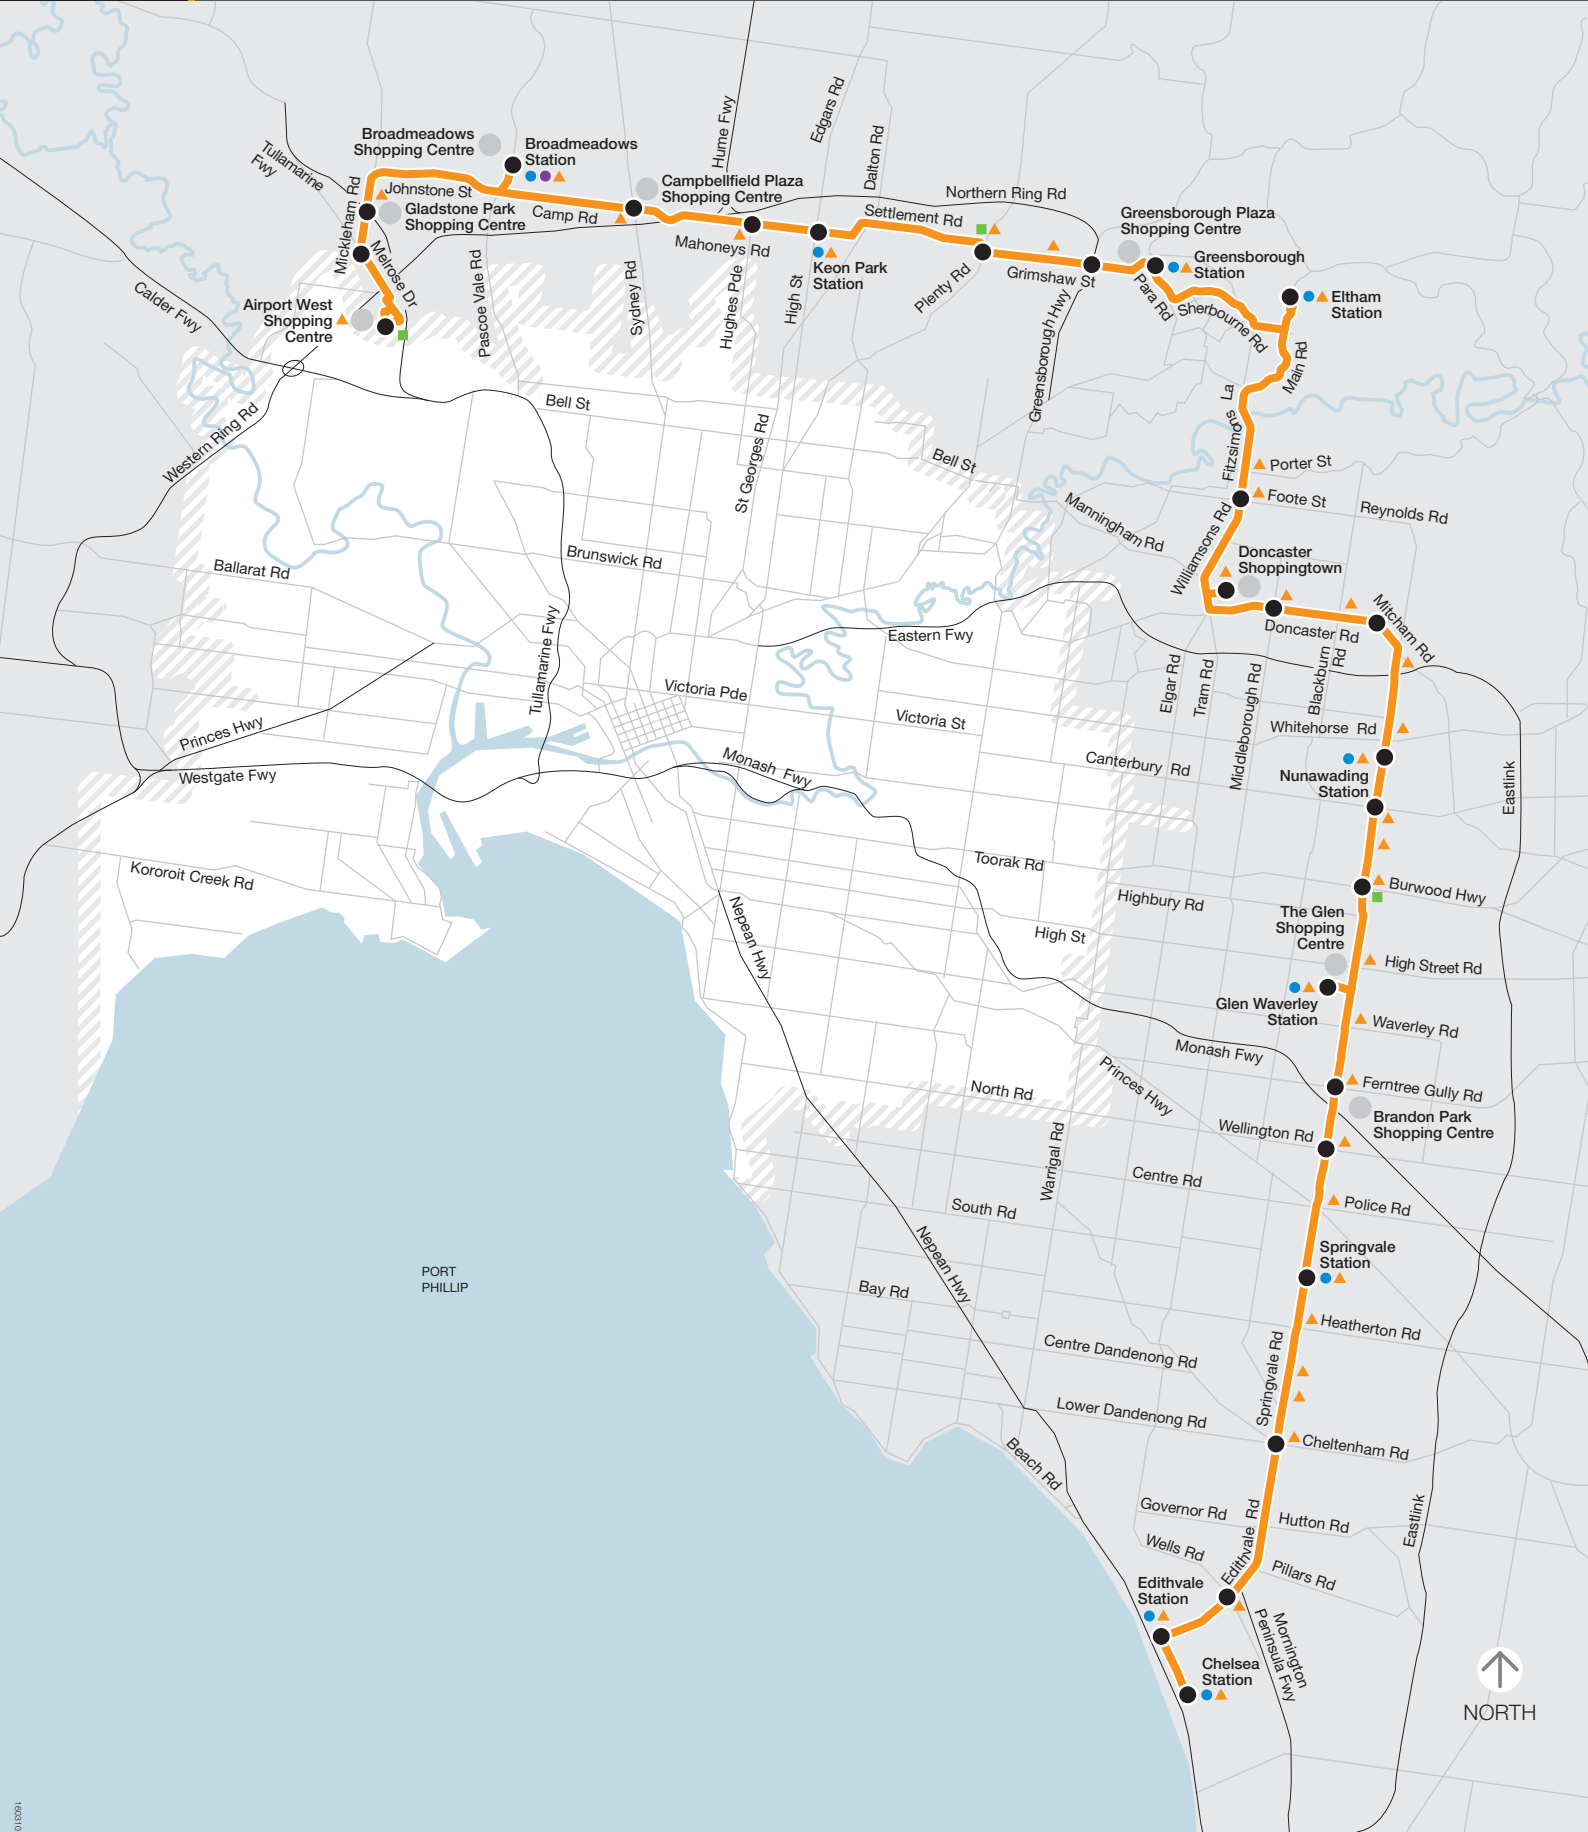 Hume Fwy
Edgars Rd
Dalton Rd
Broadmeadows
Shopping Centre
Broadmeadows
Station
Tullamarine
Fwy
Mickleham Rd
Johnstone St
Gladstone Park
Shopping Centre
Camp Rd
Campbellfield Plaza
Shopping Centre
Northern Ring Rd
Settlement Rd
Mahoneys Rd
Keon Park
Station
Greensborough Plaza
Shopping Centre
Greensborough
Station
Grimshaw St
Plenty Rd
Para Rd
Sherbourne Rd
Eltham
Station
Main Rd
Melrose Dr
Calder Fwy
Airport West
Shopping
Centre
Pascoe Vale Rd
Sydney Rd
Hughes Pde
High St
Greensborough Hwy
Western Ring Rd
Bell St
St Georges Rd
Bell St
Fitzsimons La
Porter St
Foote St
Reynolds Rd
Manningham Rd
Williamsons Rd
Doncaster
Shoppingtown
Ballarat Rd
Brunswick Rd
Tullamarine Fwy
Eastern Fwy
Doncaster Rd
Mitcham Rd
Elgar Rd
Tram Rd
Middleborough Rd
Blackburn
Rd
Victoria Pde
Victoria St
Princes Hwy
Westgate Fwy
Monash Fwy
Canterbury Rd
Whitehorse Rd
Nunawading
Station
Eastlink
Kororoit Creek Rd
Toorak Rd
Highbury Rd
Burwood Hwy
Nepean Hwy
High St
The Glen
Shopping
Centre
High Street Rd
Glen Waverley
Station
Waverley Rd
Monash Fwy
Princes Hwy
North Rd
Ferntree Gully Rd
Brandon Park
Shopping Centre
Wellington Rd
Warrigal Rd
Centre Rd
South Rd
Police Rd
Nepean Hwy
Springvale
Station
PORT
PHILLIP
Bay Rd
Heatherton Rd
Centre Dandenong Rd
Springvale Rd
Lower Dandenong Rd
Cheltenham Rd
Beach Rd
Governor Rd
Edithvale Rd
Hutton Rd
Eastlink
Wells Rd
Pillars Rd
Edithvale
Station
Mornington
Peninsula Fwy
Chelsea
Station
NORTH
160310